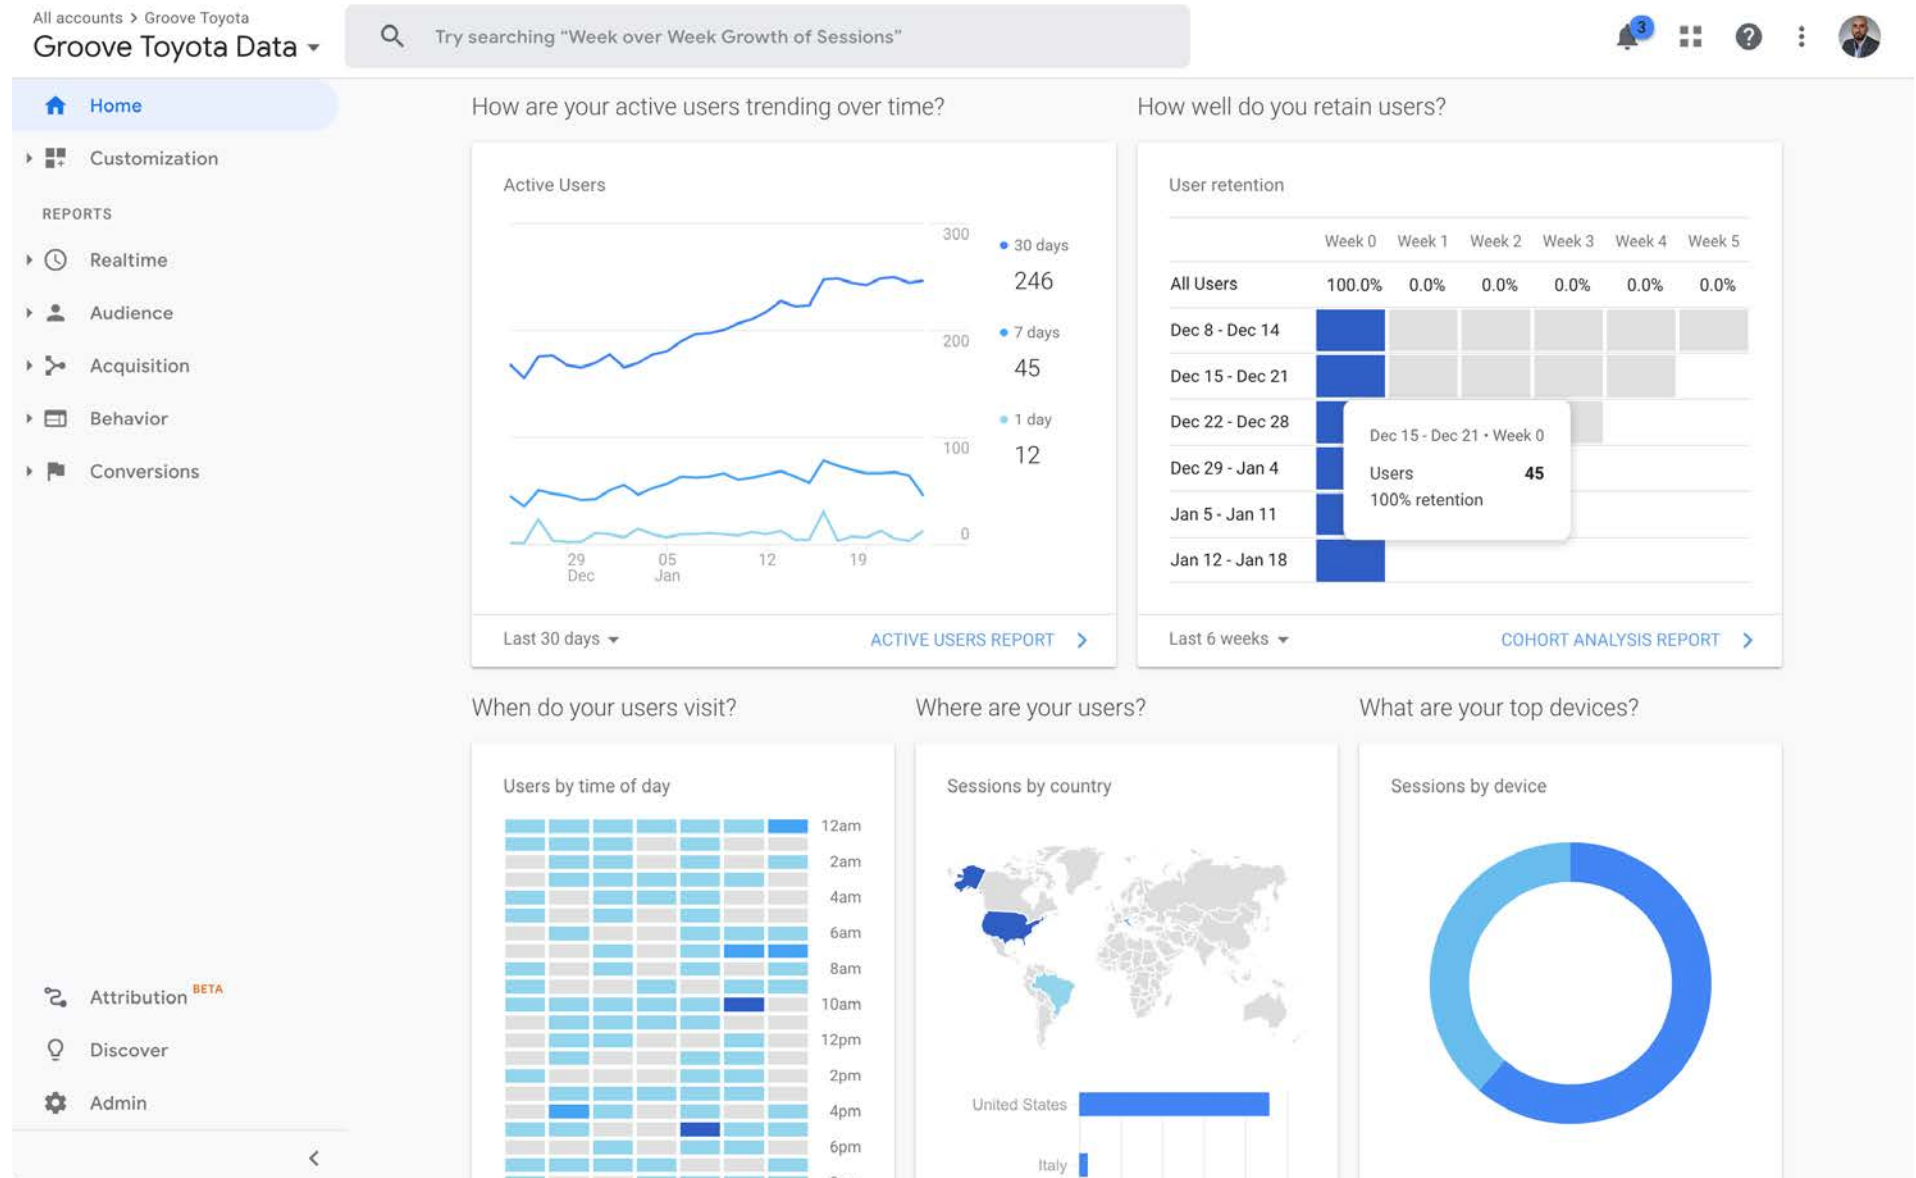 All accounts > Groove Toyota
Groove Toyota Data
Try searching “Week over Week Growth of Sessions”
3
Home
Customization
REPORTS
Realtime
Audience
Acquisition
Behavior
Conversions
Attribution BETA
Discover
Admin
How are your active users trending over time?
Active Users
300
200
100
0
29 Dec
05 Jan
12
19
30 days
246
7 days
45
1 day
12
Last 30 days
ACTIVE USERS REPORT
How well do you retain users?
User retention
Week 0 Week 1 Week 2 Week 3 Week 4 Week 5
All Users 100.0% 0.0% 0.0% 0.0% 0.0% 0.0%
Dec 8 - Dec 14
Dec 15 - Dec 21
Dec 22 - Dec 28
Dec 29 - Jan 4
Jan 5 - Jan 11
Jan 12 - Jan 18
Dec 15 - Dec 21 • Week 0
Users 45
100% retention
Last 6 weeks
COHORT ANALYSIS REPORT
When do your users visit?
Users by time of day
12am
2am
4am
6am
8am
10am
12pm
2pm
4pm
6pm
Where are your users?
Sessions by country
United States
Italy
What are your top devices?
Sessions by device